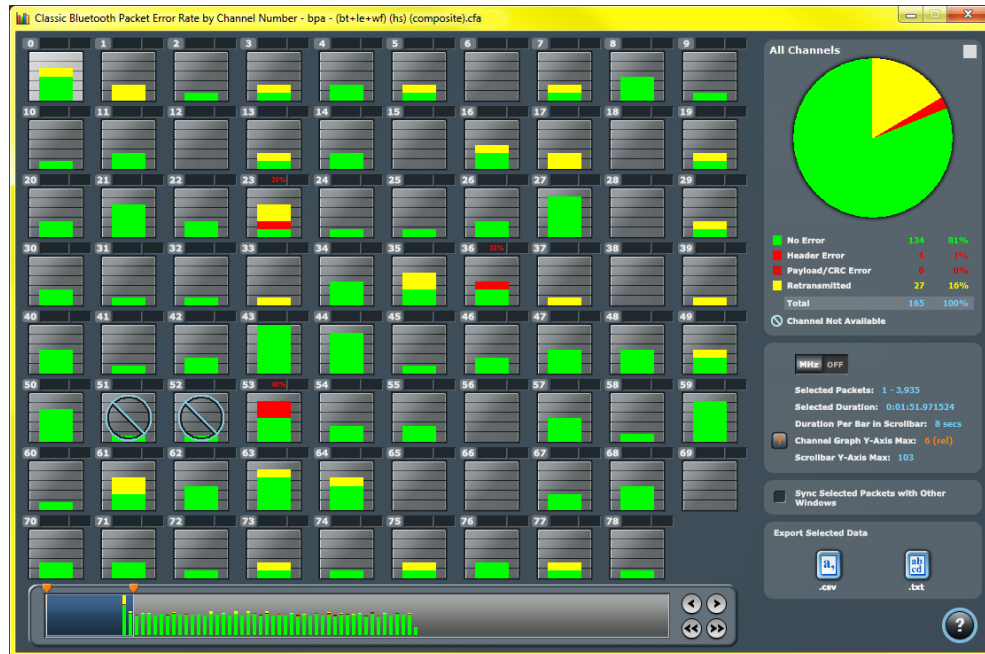 Classic Bluetooth Packet Error Rate by Channel Number - bpa - (bt+le+wf) (hs) (composite).cfa
0 1 2 3 4 5 6 7 8 9
10 11 12 13 14 15 16 17 18 19
20 21 22 23 24 25 26 27 28 29
30 31 32 33 34 35 36 33% 37 38 39
40 41 42 43 44 45 46 47 48 49
50 51 52 53 40% 54 55 56 57 58 59
60 61 62 63 64 65 66 67 68 69
70 71 72 73 74 75 76 77 78
All Channels
No Error 134 81%
Header Error 4 2%
Payload/CRC Error 0 0%
Retransmitted 27 16%
Total 165 100%
Channel Not Available
MHz OFF
Selected Packets: 1 - 3,935
Selected Duration: 0:01:51.971524
Duration Per Bar in Scrollbar: 8 secs
Channel Graph Y-Axis Max: 6 (rel)
Scrollbar Y-Axis Max: 103
Sync Selected Packets with Other
Windows
Export Selected Data
a, ab
cd
.csv .txt
?